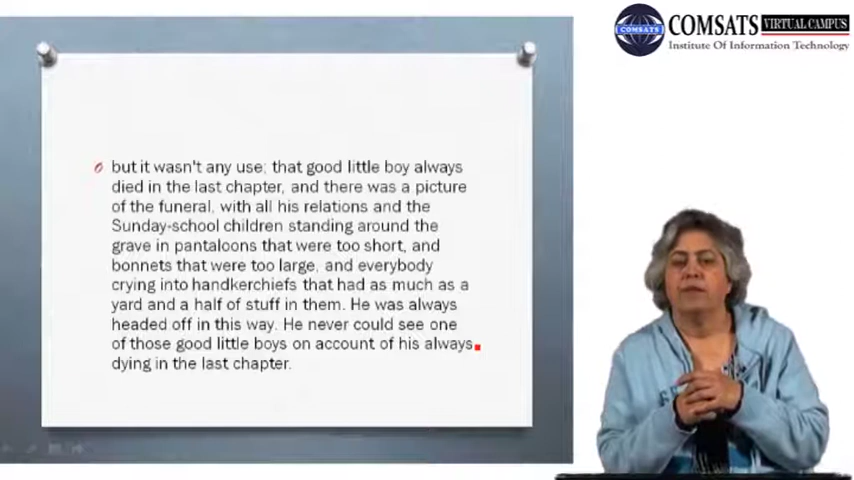 COMSATS VIRTUAL CAMPUS
COMSATS
Institute Of Information Technology
but it wasn't any use; that good little boy always
died in the last chapter, and there was a picture
of the funeral, with all his relations and the
Sunday-school children standing around the
grave in pantaloons that were too short, and
bonnets that were too large, and everybody
crying into handkerchiefs that had as much as a
yard and a half of stuff in them. He was always
headed off in this way. He never could see one
of those good little boys on account of his always
dying in the last chapter.